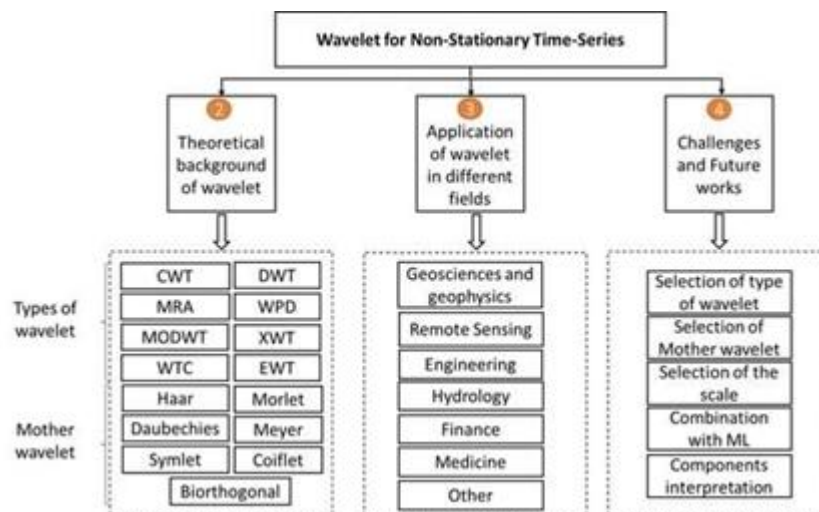 Wavelet for Non-Stationary Time-Series
2
Theoretical
background
of wavelet
3
Application
of wavelet
in different
fields
4
Challenges
and Future
works
Types of
wavelet
CWT
DWT
MRA
WPD
MODWT
XWT
WTC
EWT
Mother
wavelet
Haar
Morlet
Daubechies
Meyer
Symlet
Coiflet
Biorthogonal
Geosciences and
geophysics
Remote Sensing
Engineering
Hydrology
Finance
Medicine
Other
Selection of type
of wavelet
Selection of
Mother wavelet
Selection of the
scale
Combination
with ML
Components
interpretation